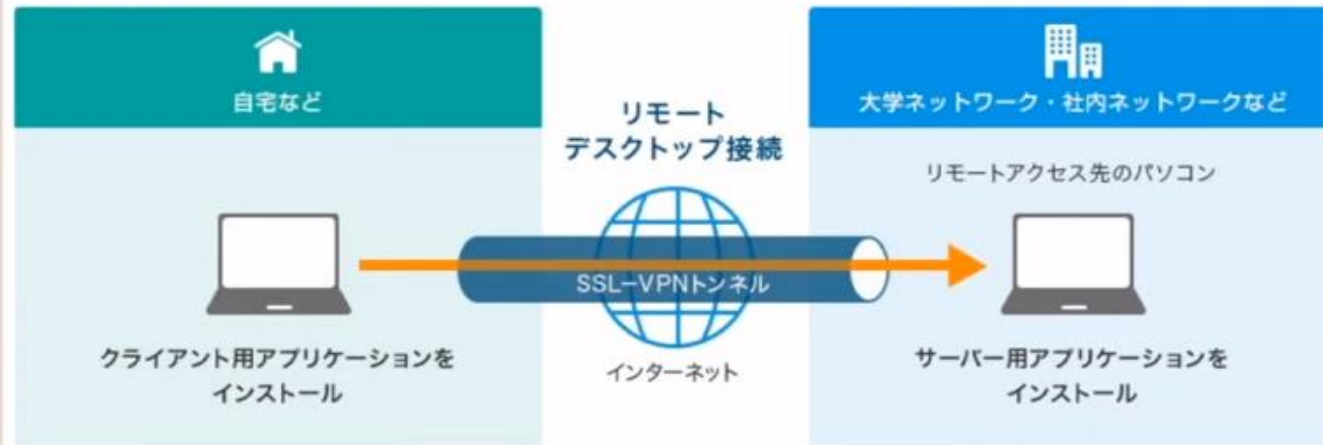 自宅など
クライアント用アプリケーションを
インストール
リモート
デスクトップ接続
SSL-VPNトンネル
インターネット
大学ネットワーク・社内ネットワークなど
リモートアクセス先のパソコン
サーバー用アプリケーションを
インストール